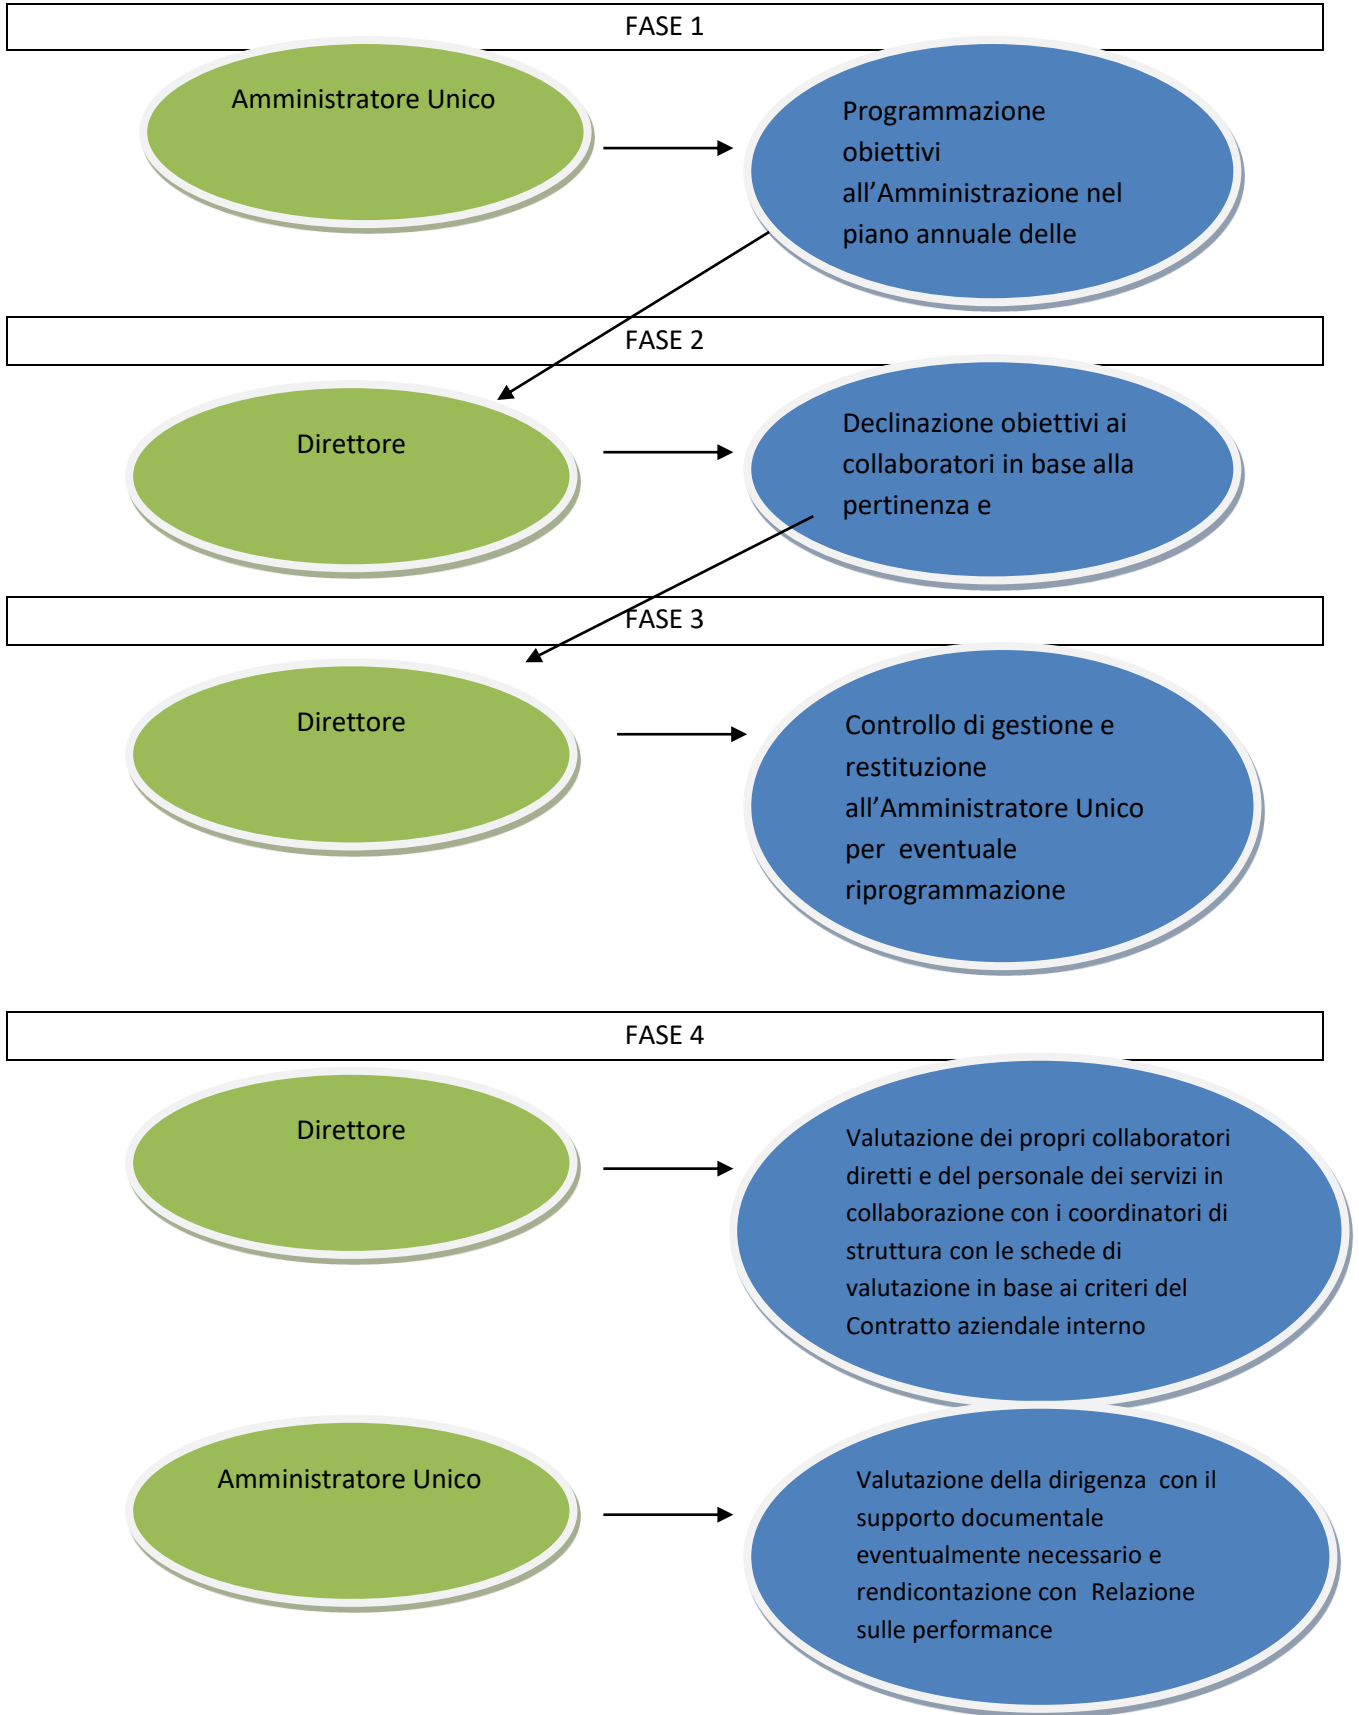 FASE 1
Amministratore Unico
Programmazione
obiettivi
all’Amministrazione nel
piano annuale delle
FASE 2
Direttore
Declinazione obiettivi ai
collaboratori in base alla
pertinenza e
FASE 3
Direttore
Controllo di gestione e
restituzione
all’Amministratore Unico
per eventuale
riprogrammazione
FASE 4
Direttore
Valutazione dei propri collaboratori
diretti e del personale dei servizi in
collaborazione con i coordinatori di
struttura con le schede di
valutazione in base ai criteri del
Contratto aziendale interno
Amministratore Unico
Valutazione della dirigenza con il
supporto documentale
eventualmente necessario e
rendicontazione con Relazione
sulle performance